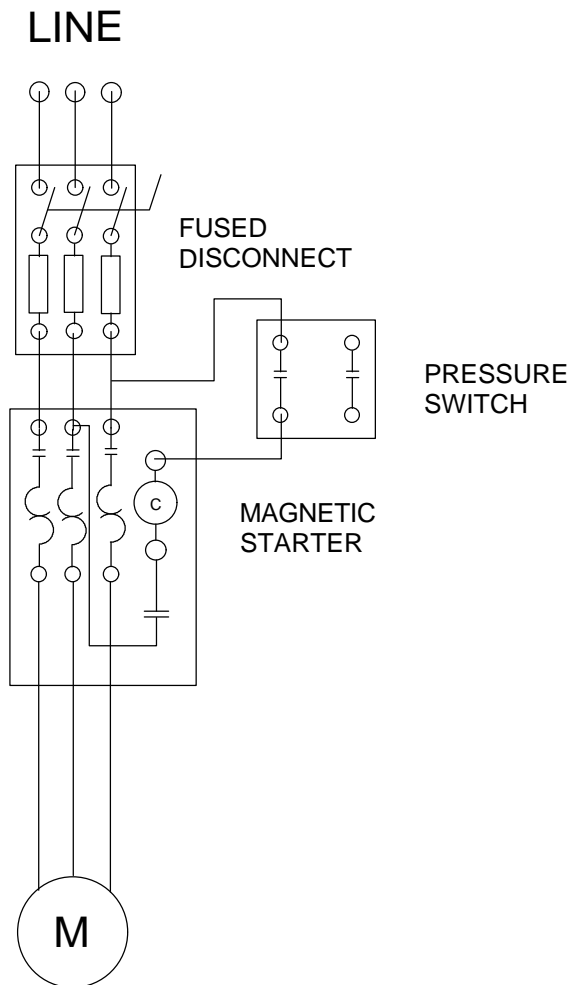 LINE
FUSED
DISCONNECT
PRESSURE
SWITCH
C
MAGNETIC
STARTER
M